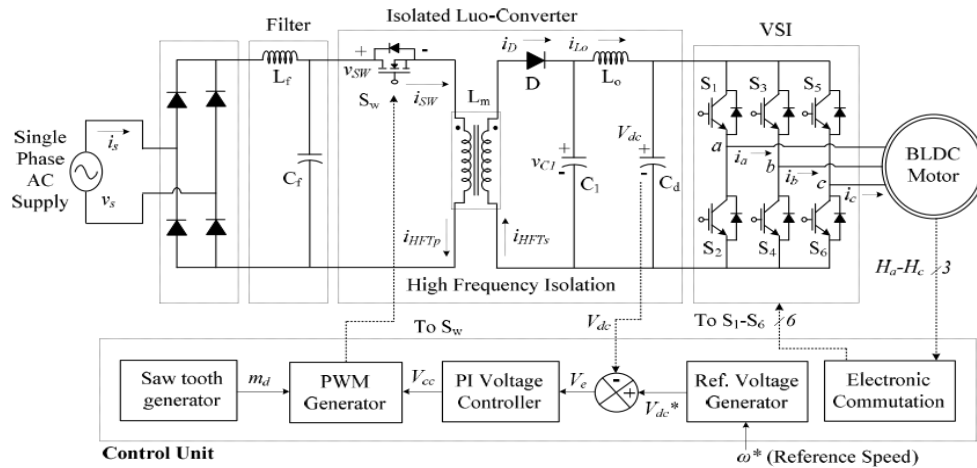 Isolated Luo-Converter
Filter
VSI
Single
Phase
AC
Supply
i_s
v_s
L_f
C_f
+
-
v_SW
S_w
i_SW
L_m
i_HFTp
i_HFTs
i_D
D
i_Lo
L_o
+
v_C1
-
C_1
V_dc
+
-
C_d
High Frequency Isolation
S_1
S_3
S_5
a
i_a
b
i_b
c
i_c
S_2
S_4
S_6
BLDC
Motor
H_a-H_c
3
To S_w
V_dc
To S_1-S_6
6
Saw tooth
generator
m_d
PWM
Generator
V_cc
PI Voltage
Controller
V_e
-
+
V_dc*
Ref. Voltage
Generator
Electronic
Commutation
Control Unit
ω* (Reference Speed)